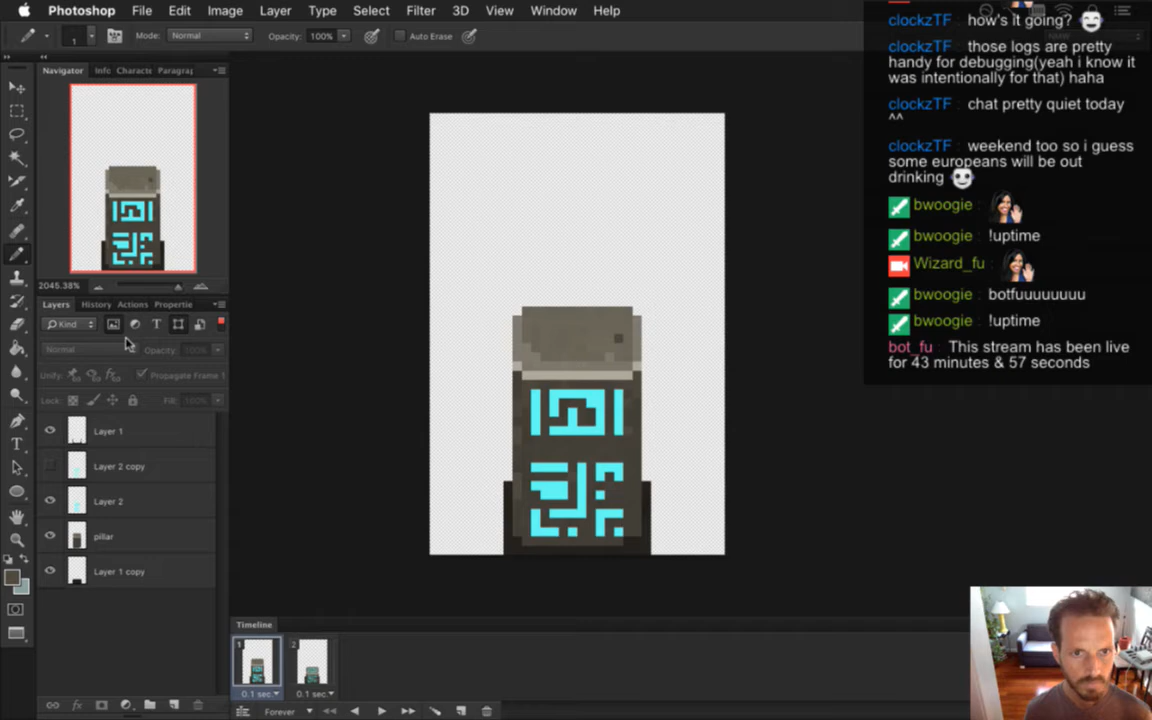 Photoshop File Edit Image Layer Type Select Filter 3D View Window Help
1 Mode: Normal Opacity: 100% Auto Erase
Navigator Info Characte Paragraj
2045.38%
Layers History Actions Propertie
Kind
Normal Opacity: 100%
Unify: Propagate Frame 1
Lock: Fill: 100%
Layer 1
Layer 2 copy
Layer 2
pillar
Layer 1 copy
Timeline
1 2
0.1 sec. 0.1 sec.
Forever
clockzTF : how's it going?
clockzTF : those logs are pretty
handy for debugging(yeah i know it
was intentionally for that) haha
clockzTF : chat pretty quiet today
^^
clockzTF : weekend too so i guess
some europeans will be out
drinking
bwoogie :
bwoogie : !uptime
Wizard_fu :
bwoogie : botfuuuuuuuu
bwoogie : !uptime
bot_fu : This stream has been live
for 43 minutes & 57 seconds